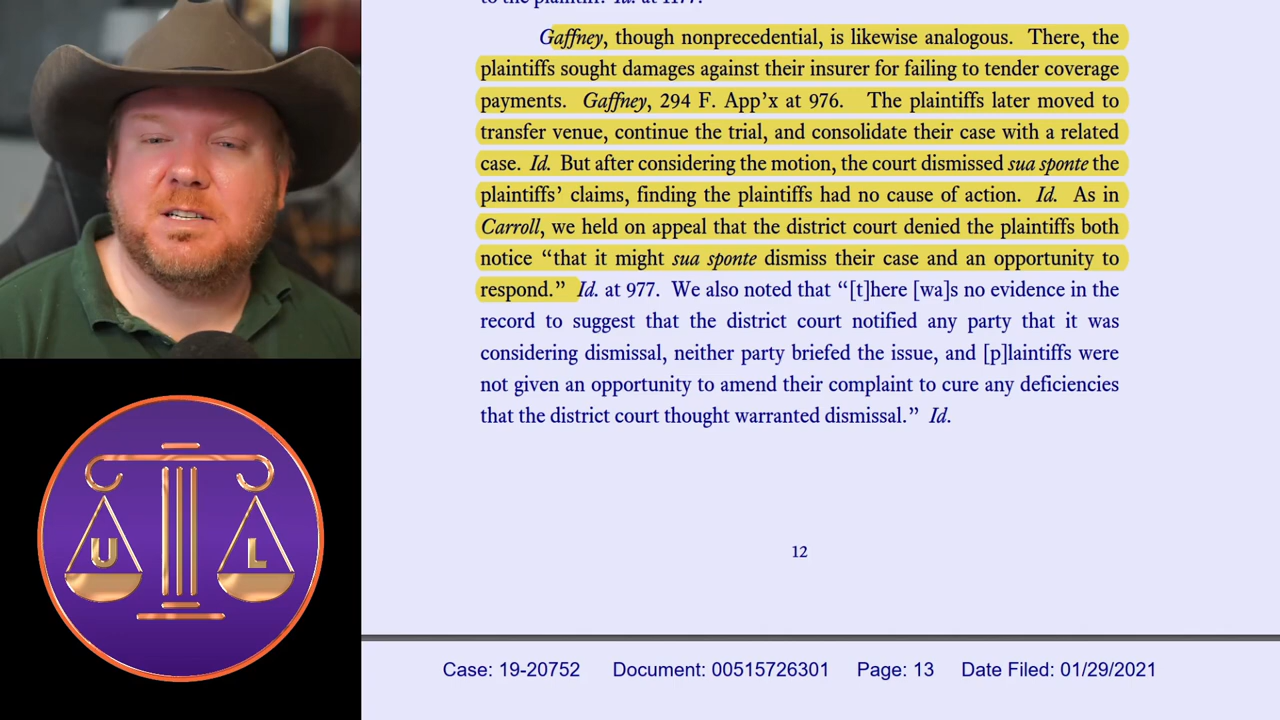 to the plaintiff. Id. at 1177.
Gaffney, though nonprecedential, is likewise analogous. There, the
plaintiffs sought damages against their insurer for failing to tender coverage
payments. Gaffney, 294 F. App’x at 976. The plaintiffs later moved to
transfer venue, continue the trial, and consolidate their case with a related
case. Id. But after considering the motion, the court dismissed sua sponte the
plaintiffs’ claims, finding the plaintiffs had no cause of action. Id. As in
Carroll, we held on appeal that the district court denied the plaintiffs both
notice “that it might sua sponte dismiss their case and an opportunity to
respond.” Id. at 977. We also noted that “[t]here [wa]s no evidence in the
record to suggest that the district court notified any party that it was
considering dismissal, neither party briefed the issue, and [p]laintiffs were
not given an opportunity to amend their complaint to cure any deficiencies
that the district court thought warranted dismissal.” Id.
12
Case: 19-20752 Document: 00515726301 Page: 13 Date Filed: 01/29/2021
U L